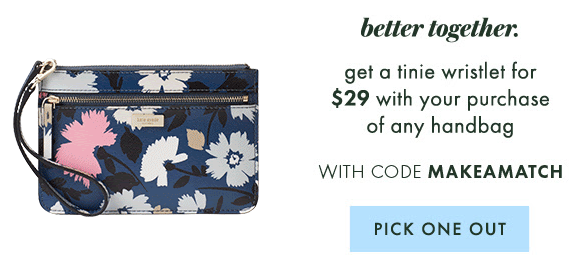 better together.
get a tinie wristlet for
$29 with your purchase
of any handbag
WITH CODE MAKEAMATCH
PICK ONE OUT